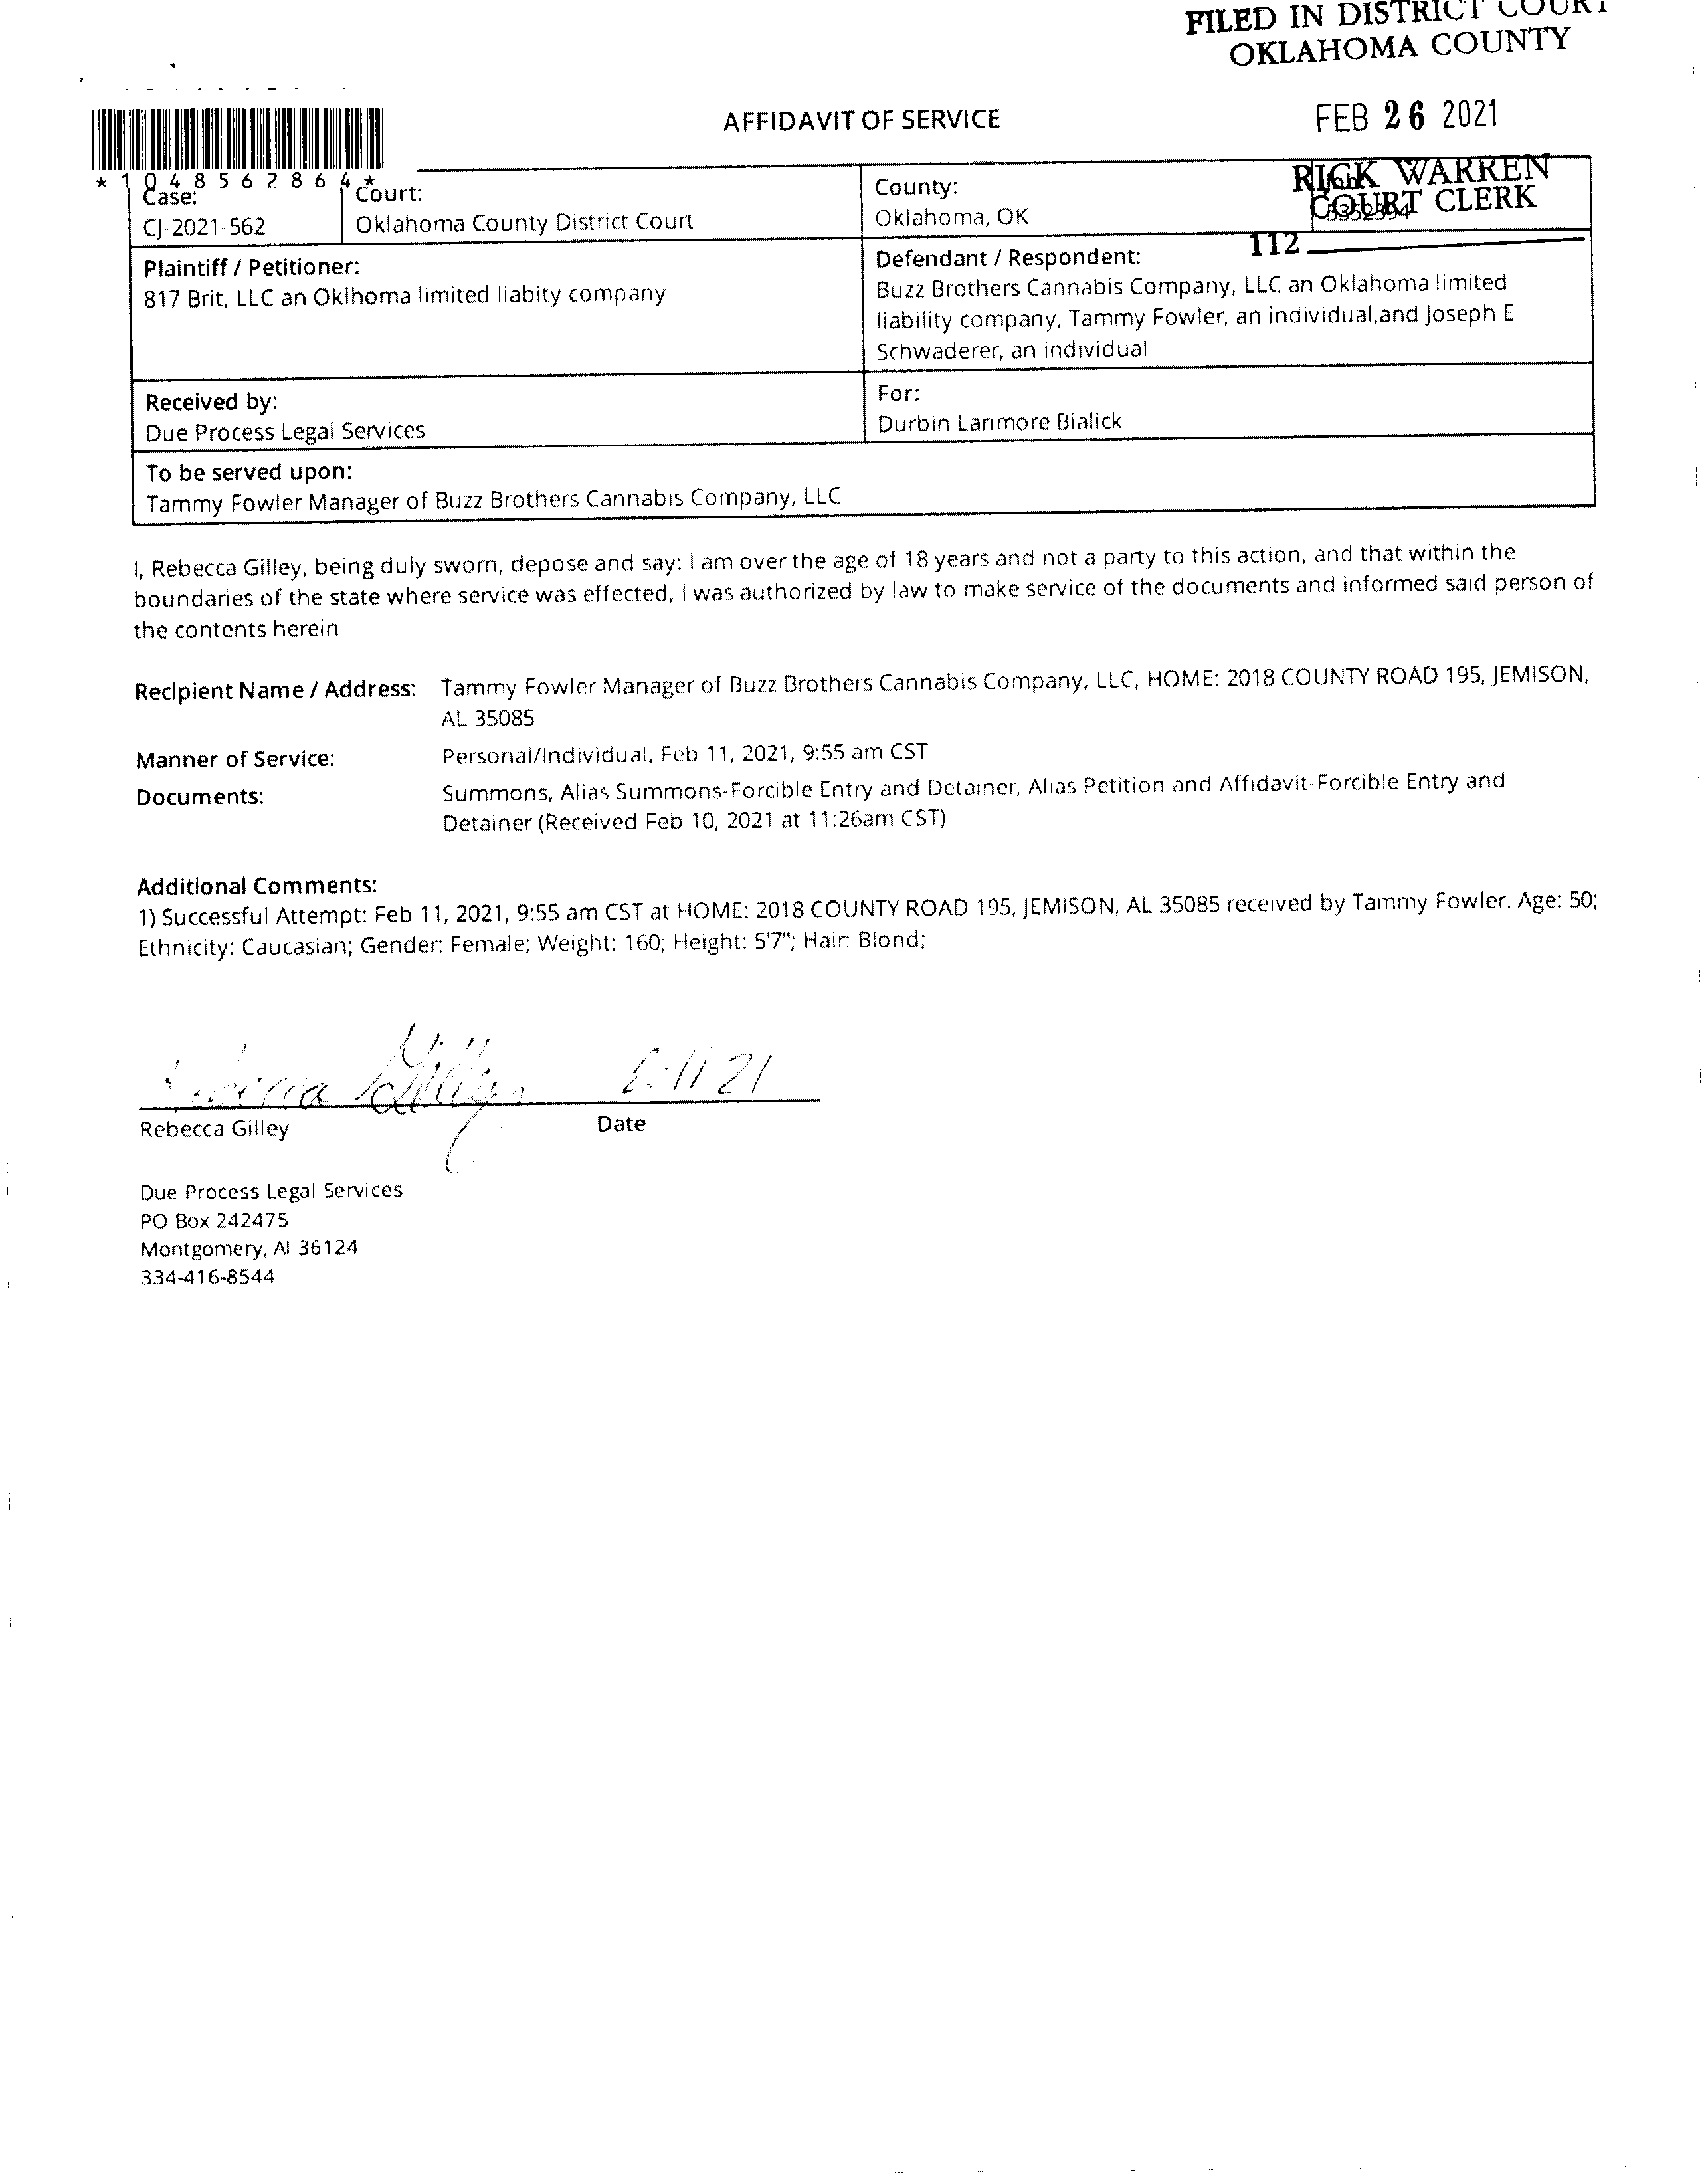 FILED IN DISTRICT COURT
OKLAHOMA COUNTY
AFFIDAVIT OF SERVICE
FEB 26 2021
* 1 0 4 8 5 6 2 8 6 4 *
RICK WARREN
COURT CLERK
112
Case:
CJ-2021-562
Court:
Oklahoma County District Court
County:
Oklahoma, OK
Job:
5352394
Plaintiff / Petitioner:
817 Brit, LLC an Oklhoma limited liabity company
Defendant / Respondent:
Buzz Brothers Cannabis Company, LLC an Oklahoma limited
liability company, Tammy Fowler, an individual,and Joseph E
Schwaderer, an individual
Received by:
Due Process Legal Services
For:
Durbin Larimore Bialick
To be served upon:
Tammy Fowler Manager of Buzz Brothers Cannabis Company, LLC
I, Rebecca Gilley, being duly sworn, depose and say: I am over the age of 18 years and not a party to this action, and that within the
boundaries of the state where service was effected, I was authorized by law to make service of the documents and informed said person of
the contents herein
Recipient Name / Address: Tammy Fowler Manager of Buzz Brothers Cannabis Company, LLC, HOME: 2018 COUNTY ROAD 195, JEMISON,
AL 35085
Manner of Service: Personal/Individual, Feb 11, 2021, 9:55 am CST
Documents: Summons, Alias Summons-Forcible Entry and Detainer, Alias Petition and Affidavit-Forcible Entry and
Detainer (Received Feb 10, 2021 at 11:26am CST)
Additional Comments:
1) Successful Attempt: Feb 11, 2021, 9:55 am CST at HOME: 2018 COUNTY ROAD 195, JEMISON, AL 35085 received by Tammy Fowler. Age: 50;
Ethnicity: Caucasian; Gender: Female; Weight: 160; Height: 5'7"; Hair: Blond;
Rebecca Gilley 2-11 21
Rebecca Gilley Date
Due Process Legal Services
PO Box 242475
Montgomery, Al 36124
334-416-8544